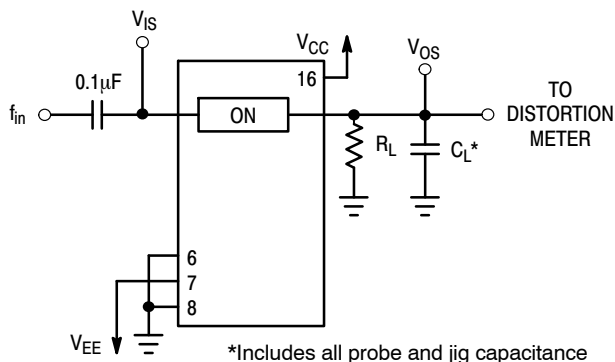 V_IS
V_CC
V_OS
16
0.1μF
f_in
ON
TO
DISTORTION
METER
R_L
C_L*
6
7
8
V_EE
*Includes all probe and jig capacitance